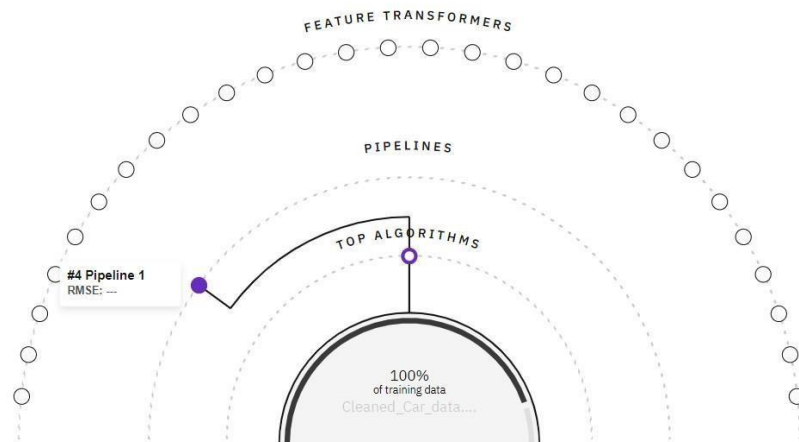 FEATURE TRANSFORMERS
PIPELINES
TOP ALGORITHMS
#4 Pipeline 1
RMSE: ---
100%
of training data
Cleaned_Car_data....